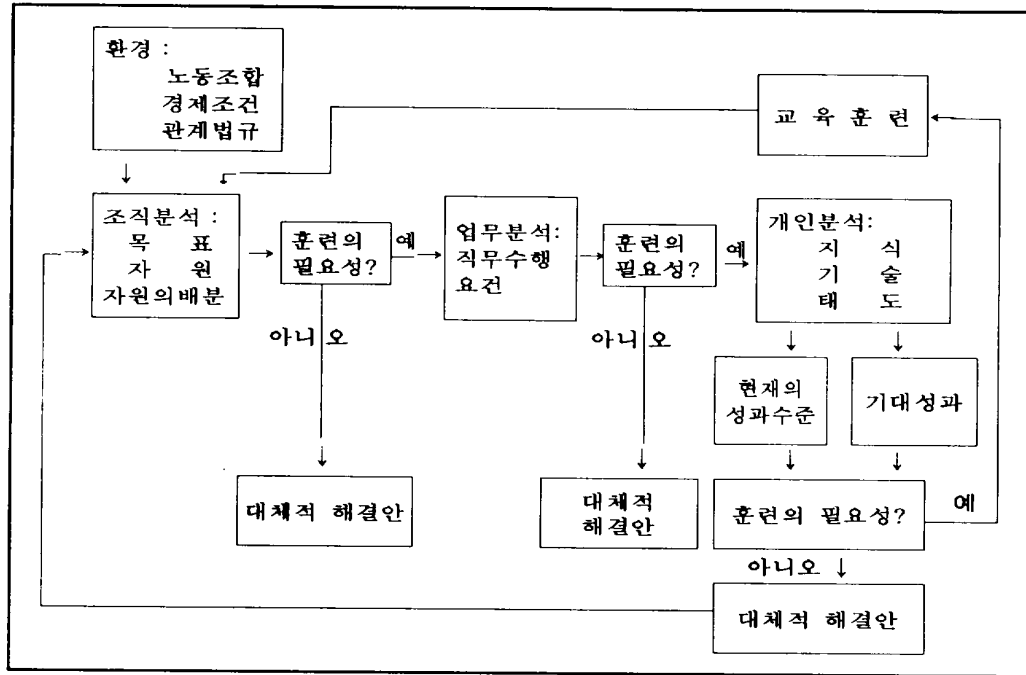 환경 :
노동조합
경제조건
관계법규
교 육 훈 련
조직분석 :
목 표
자 원
자원의배분
훈련의
필요성?
예
업무분석:
직무수행
요건
훈련의
필요성?
예
개인분석:
지 식
기 술
태 도
아니오
아니오
현재의
성과수준
기대성과
대체적 해결안
대체적
해결안
훈련의 필요성?
예
아니오
대체적 해결안